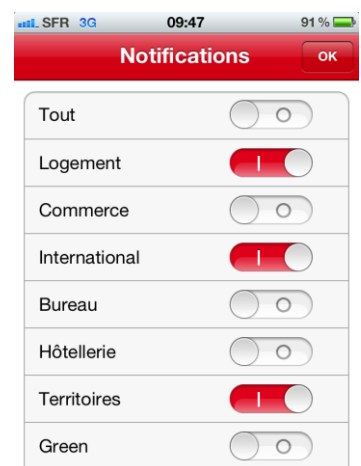 SFR 3G 09:47 91 %
Notifications OK
Tout
Logement
Commerce
International
Bureau
Hôtellerie
Territoires
Green